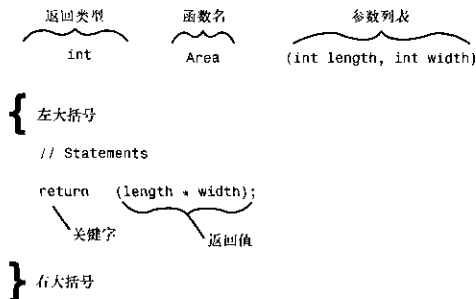 返回类型 函数名 参数列表
int Area (int length, int width)
{ 左大括号
// Statements
return (length * width);
关键字 返回值
} 右大括号